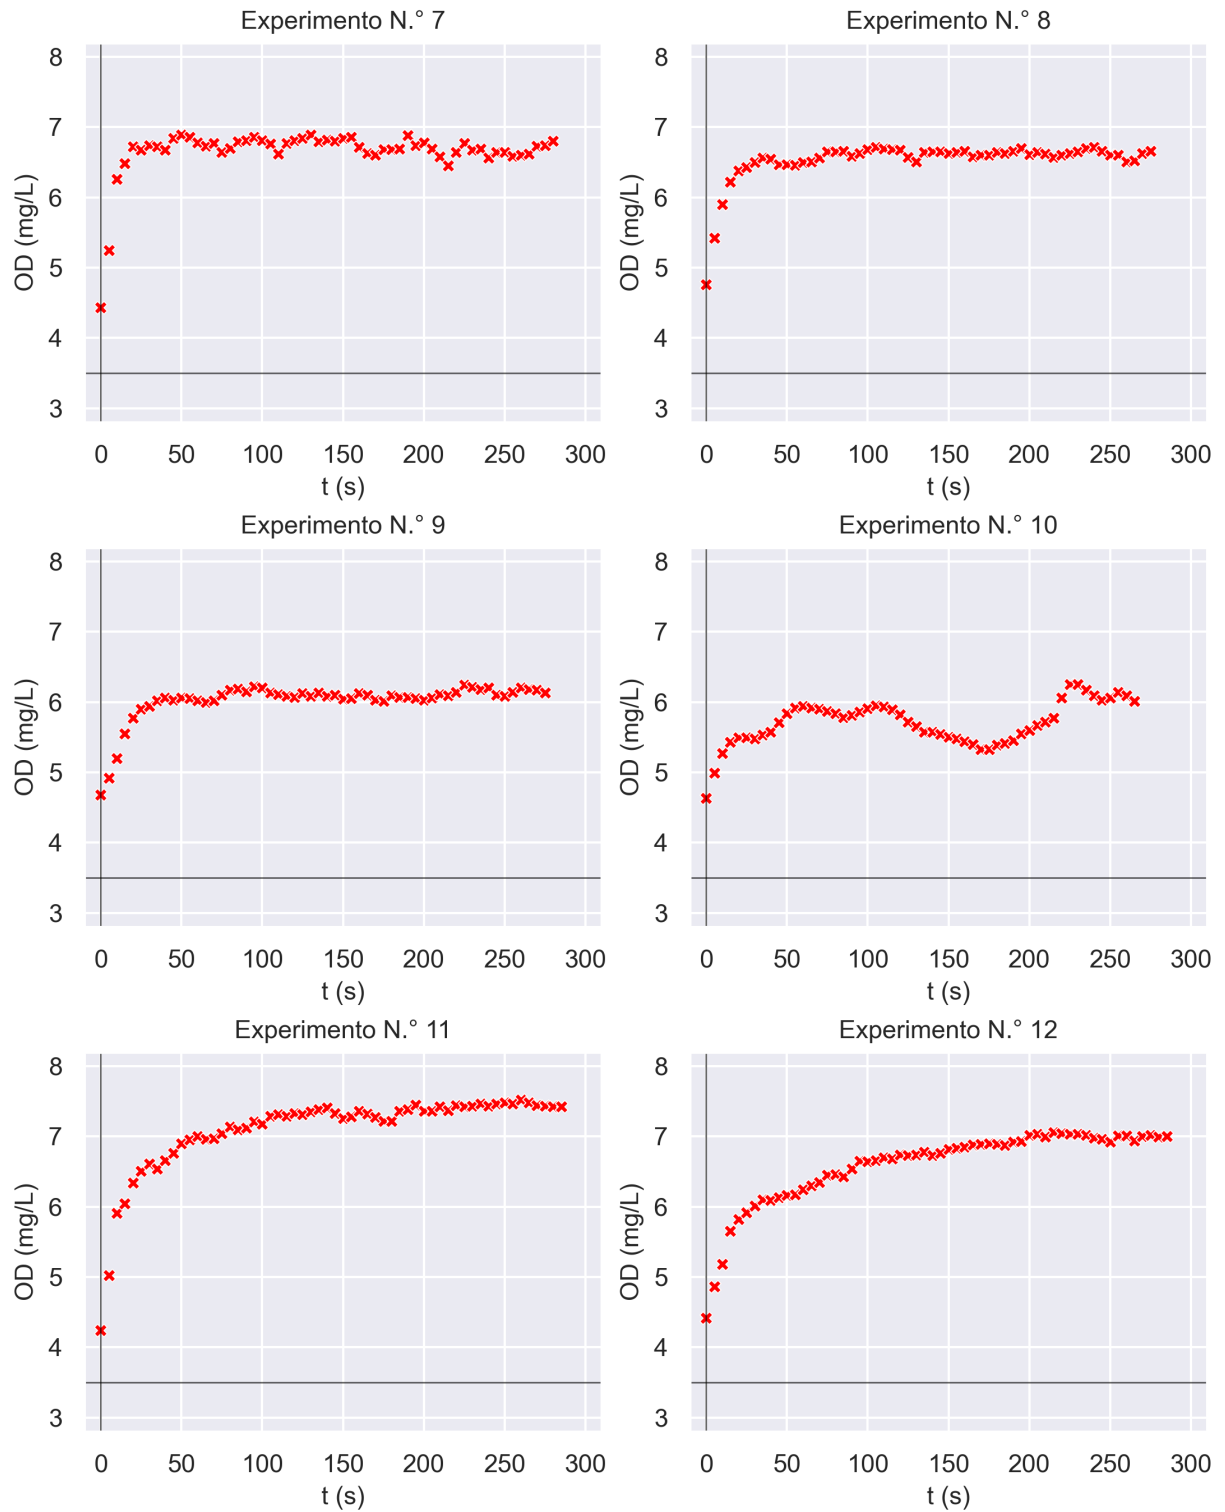 Experimento N.° 7
8
7
6
5
4
3
OD (mg/L)
0 50 100 150 200 250 300
t (s)
Experimento N.° 8
8
7
6
5
4
3
OD (mg/L)
0 50 100 150 200 250 300
t (s)
Experimento N.° 9
8
7
6
5
4
3
OD (mg/L)
0 50 100 150 200 250 300
t (s)
Experimento N.° 10
8
7
6
5
4
3
OD (mg/L)
0 50 100 150 200 250 300
t (s)
Experimento N.° 11
8
7
6
5
4
3
OD (mg/L)
0 50 100 150 200 250 300
t (s)
Experimento N.° 12
8
7
6
5
4
3
OD (mg/L)
0 50 100 150 200 250 300
t (s)